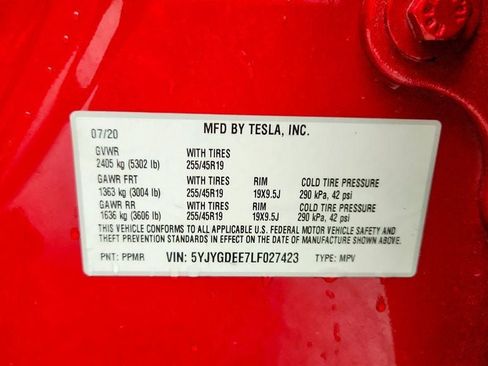 07/20 MFD BY TESLA, INC.
GVWR WITH TIRES
2405 kg (5302 lb) 255/45R19
GAWR FRT WITH TIRES RIM COLD TIRE PRESSURE
1363 kg (3004 lb) 255/45R19 19X9.5J 290 kPa, 42 psi
GAWR RR WITH TIRES RIM COLD TIRE PRESSURE
1636 kg (3606 lb) 255/45R19 19X9.5J 290 kPa, 42 psi
THIS VEHICLE CONFORMS TO ALL APPLICABLE U.S. FEDERAL MOTOR VEHICLE SAFETY AND
THEFT PREVENTION STANDARDS IN EFFECT ON THE DATE OF MANUFACTURE SHOWN ABOVE.
PNT: PPMR VIN: 5YJYGDEE7LF027423 TYPE: MPV